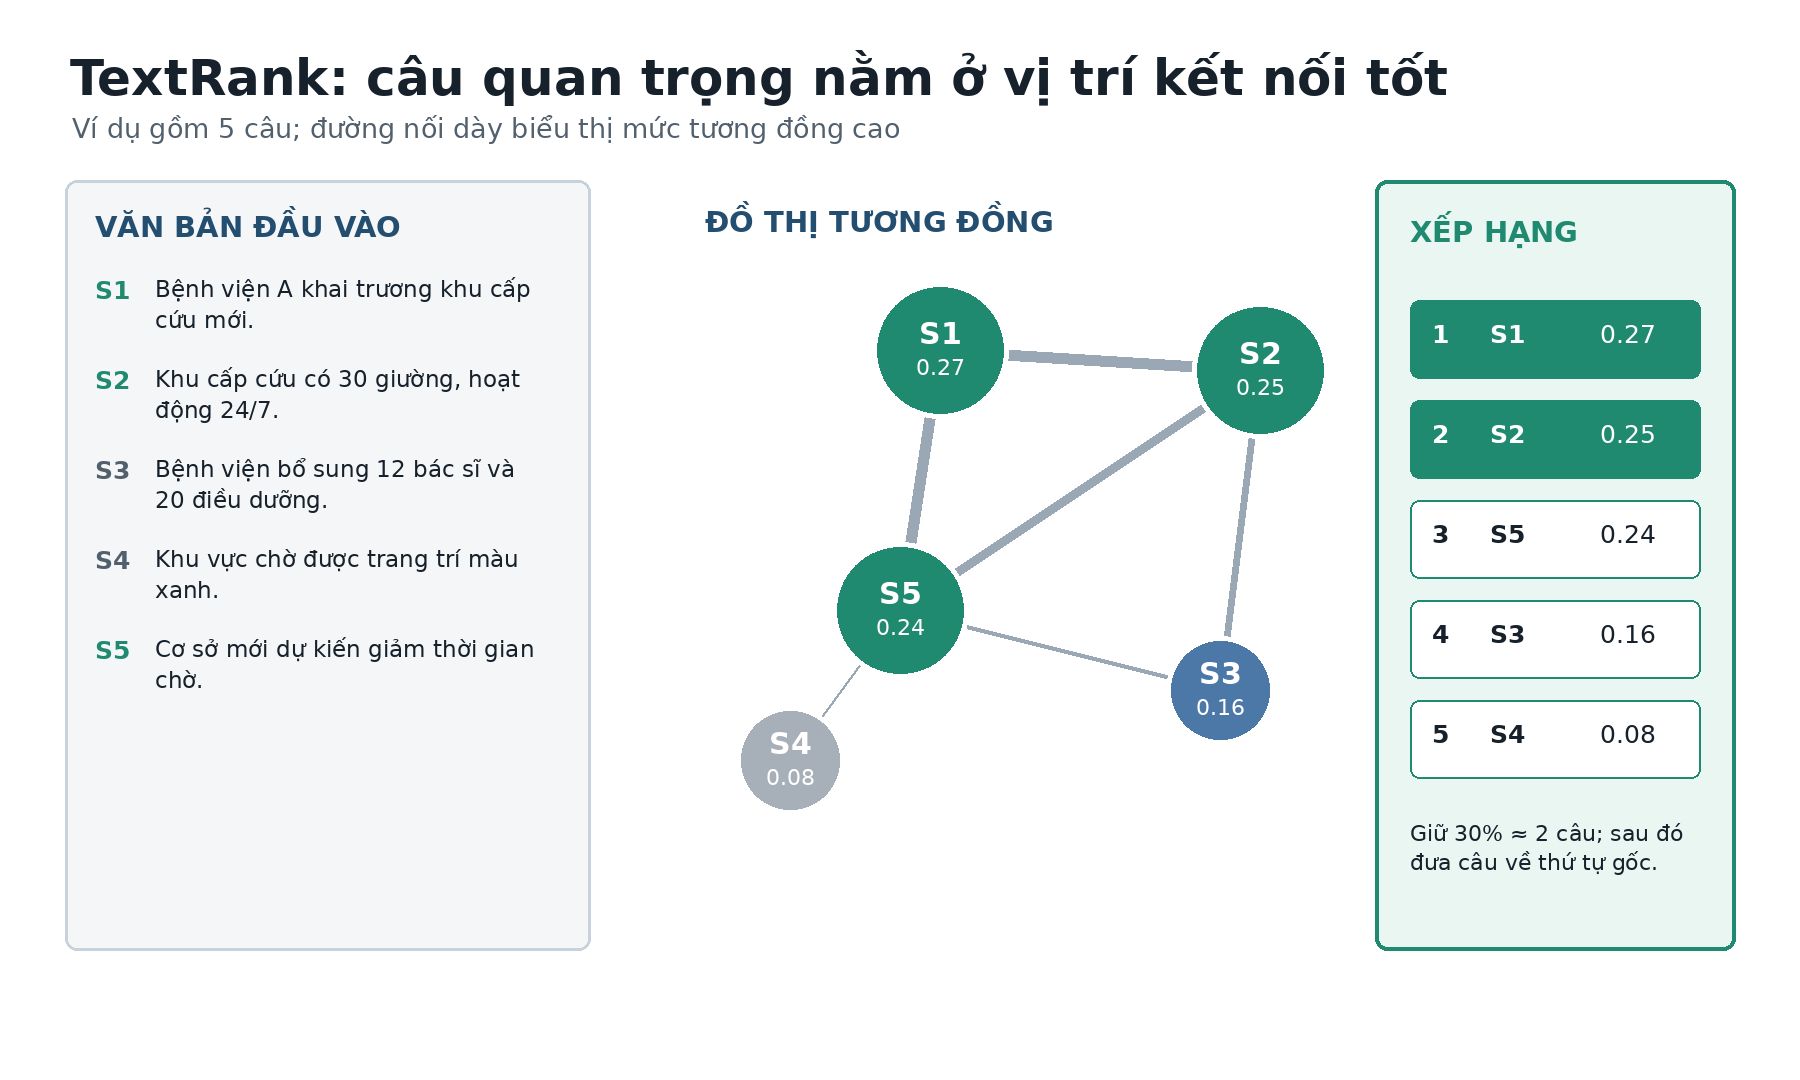 TextRank: câu quan trọng nằm ở vị trí kết nối tốt
Ví dụ gồm 5 câu; đường nối dày biểu thị mức tương đồng cao
VĂN BẢN ĐẦU VÀO
S1 Bệnh viện A khai trương khu cấp
cứu mới.
S2 Khu cấp cứu có 30 giường, hoạt
động 24/7.
S3 Bệnh viện bổ sung 12 bác sĩ và
20 điều dưỡng.
S4 Khu vực chờ được trang trí màu
xanh.
S5 Cơ sở mới dự kiến giảm thời gian
chờ.
ĐỒ THỊ TƯƠNG ĐỒNG
S1
0.27
S2
0.25
S5
0.24
S3
0.16
S4
0.08
XẾP HẠNG
1 S1 0.27
2 S2 0.25
3 S5 0.24
4 S3 0.16
5 S4 0.08
Giữ 30% ≈ 2 câu; sau đó
đưa câu về thứ tự gốc.